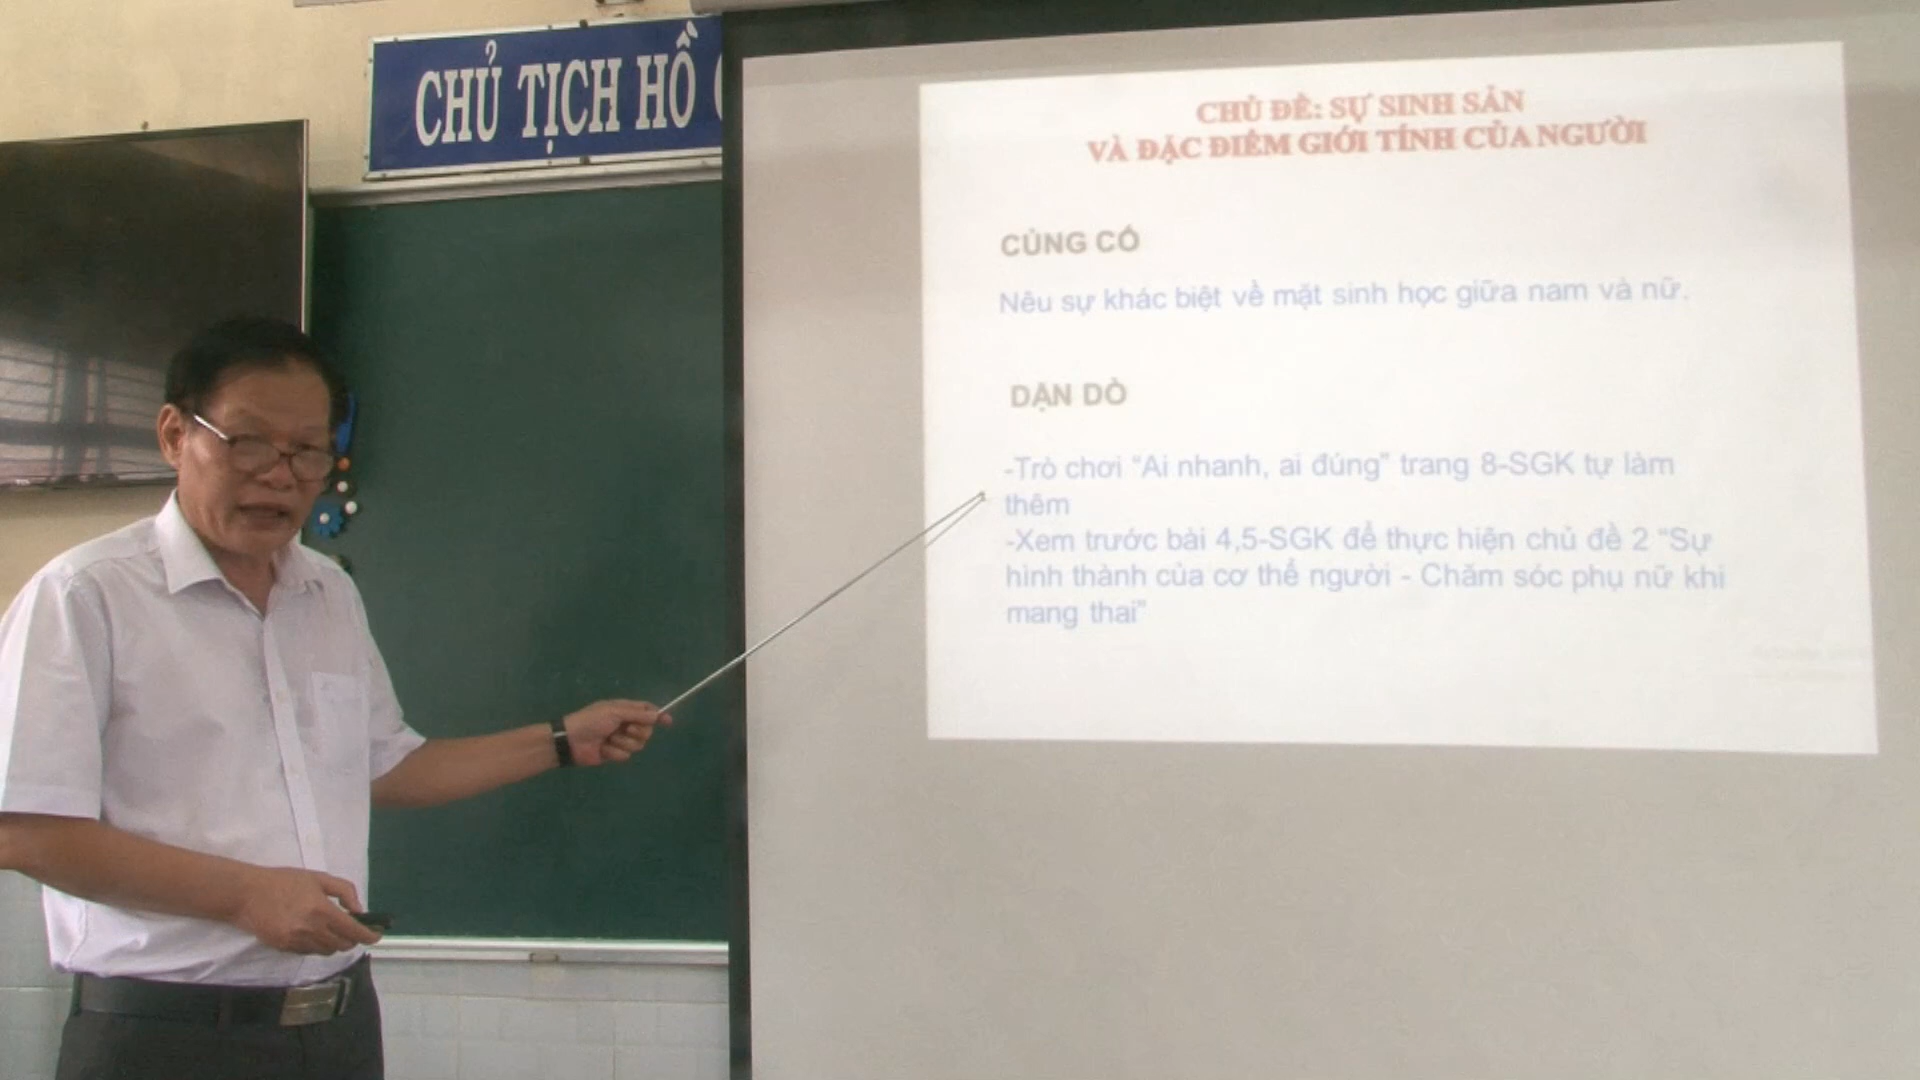 CHỦ TỊCH HỒ
CHỦ ĐỀ: SỰ SINH SẢN
VÀ ĐẶC ĐIỂM GIỚI TÍNH CỦA NGƯỜI
CỦNG CỐ
Nêu sự khác biệt về mặt sinh học giữa nam và nữ.
DẶN DÒ
-Trò chơi “Ai nhanh, ai đúng” trang 8-SGK tự làm
thêm
-Xem trước bài 4,5-SGK để thực hiện chủ đề 2 “Sự
hình thành của cơ thể người - Chăm sóc phụ nữ khi
mang thai”